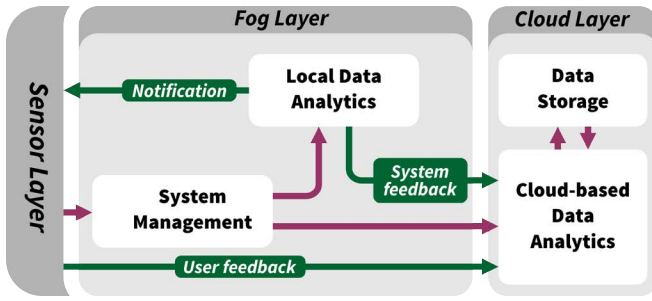 Sensor Layer
Fog Layer
Cloud Layer
Notification
Local Data
Analytics
Data
Storage
System
feedback
System
Management
Cloud-based
Data
Analytics
User feedback